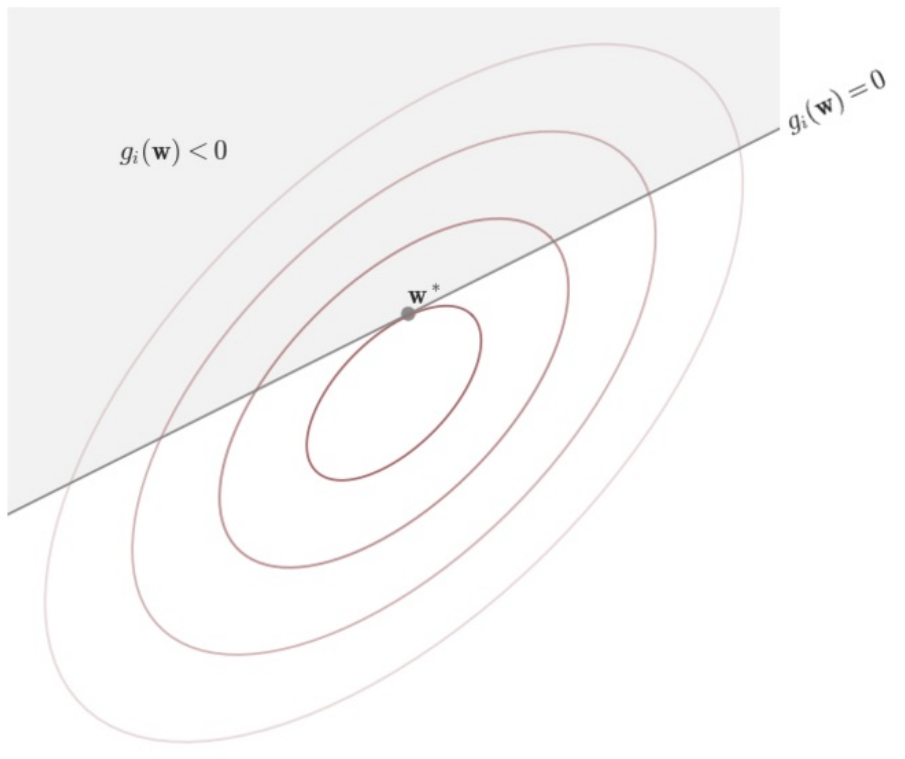 g_i(𝐰) = 0
g_i(𝐰) < 0
𝐰*